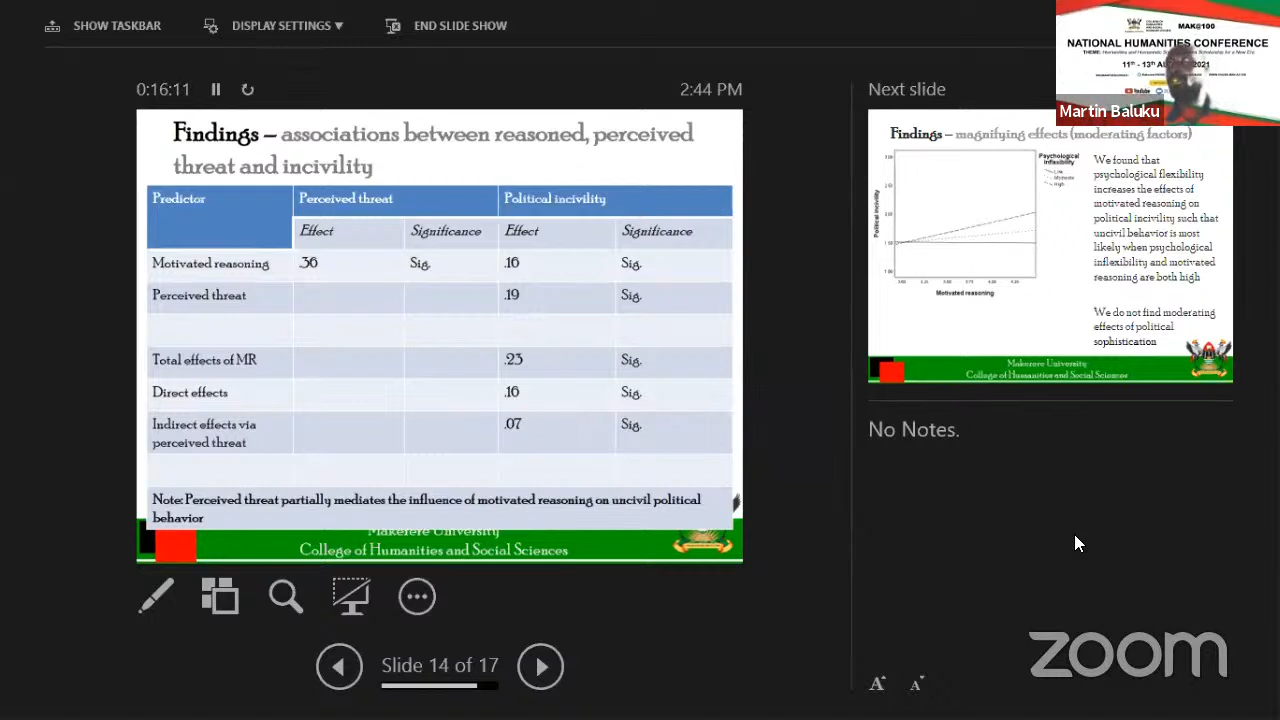 SHOW TASKBAR
DISPLAY SETTINGS ▼
END SLIDE SHOW
MAK@100
NATIONAL HUMANITIES CONFERENCE
Martin Baluku
0:16:11
2:44 PM
Findings – associations between reasoned, perceived
threat and incivility
Predictor
Perceived threat
Political incivility
Effect
Significance
Effect
Significance
Motivated reasoning
.36
Sig.
.16
Sig.
Perceived threat
.19
Sig.
Total effects of MR
.23
Sig.
Direct effects
.16
Sig.
Indirect effects via
perceived threat
.07
Sig.
Note: Perceived threat partially mediates the influence of motivated reasoning on uncivil political
behavior
Makerere University
College of Humanities and Social Sciences
Slide 14 of 17
Next slide
Findings – magnifying effects (moderating factors)
Psychological
Inflexibility
Low
Moderate
High
Political incivility
Motivated reasoning
We found that
psychological flexibility
increases the effects of
motivated reasoning on
political incivility such that
uncivil behavior is most
likely when psychological
inflexibility and motivated
reasoning are both high
We do not find moderating
effects of political
sophistication
Makerere University
College of Humanities and Social Sciences
No Notes.
A
A
zoom